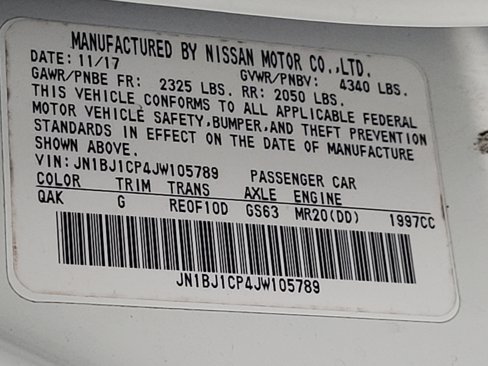 MANUFACTURED BY NISSAN MOTOR CO.,LTD.
DATE: 11/17 GVWR/PNBV: 4340 LBS.
GAWR/PNBE FR: 2325 LBS. RR: 2050 LBS.
THIS VEHICLE CONFORMS TO ALL APPLICABLE FEDERAL
MOTOR VEHICLE SAFETY,BUMPER,AND THEFT PREVENTION
STANDARDS IN EFFECT ON THE DATE OF MANUFACTURE
SHOWN ABOVE.
VIN: JN1BJ1CP4JW105789 PASSENGER CAR
COLOR TRIM TRANS AXLE ENGINE
QAK G RE0F10D GS63 MR20(DD) 1997CC
JN1BJ1CP4JW105789